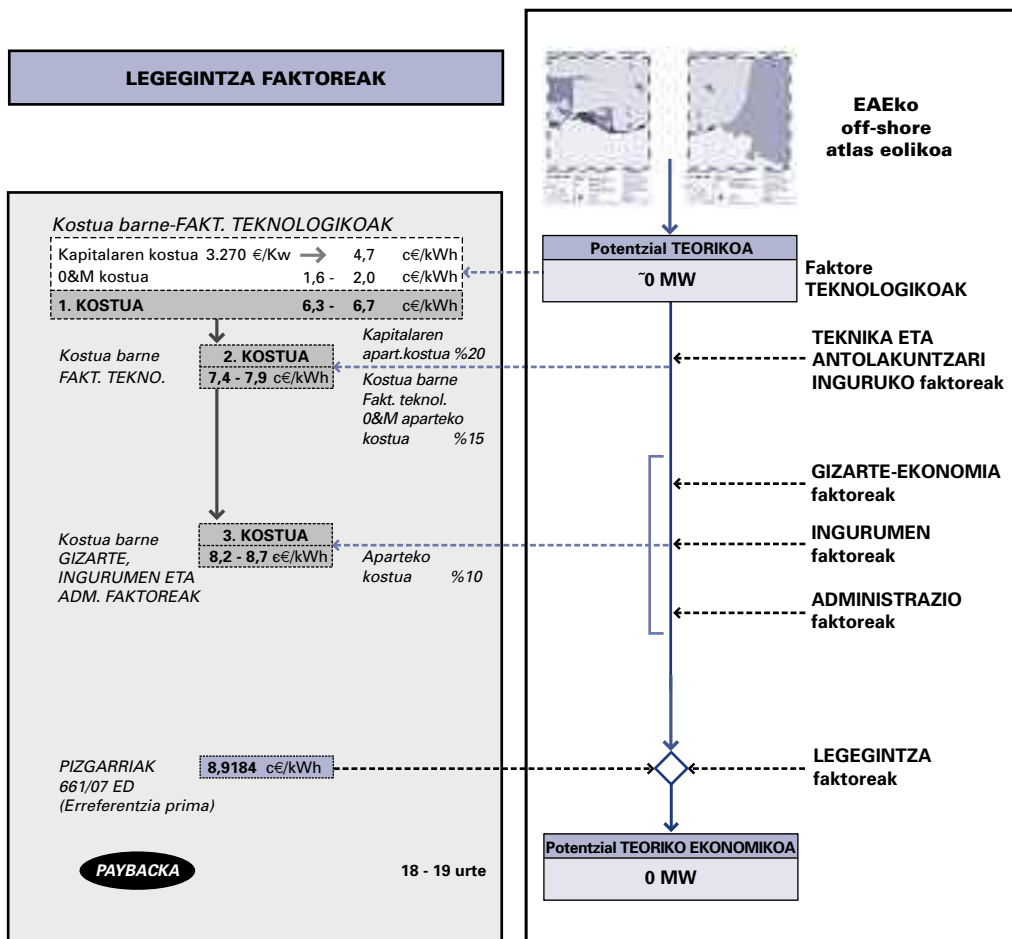 LEGEGINTZA FAKTOREAK
Kostua barne-FAKT. TEKNOLOGIKOAK
Kapitalaren kostua 3.270 €/Kw → 4,7 c€/kWh
0&M kostua 1,6 - 2,0 c€/kWh
1. KOSTUA 6,3 - 6,7 c€/kWh
Kostua barne
FAKT. TEKNO.
2. KOSTUA
7,4 - 7,9 c€/kWh
Kapitalaren
apart.kostua %20
Kostua barne
Fakt. teknol.
0&M aparteko
kostua %15
Kostua barne
GIZARTE,
INGURUMEN ETA
ADM. FAKTOREAK
3. KOSTUA
8,2 - 8,7 c€/kWh
Aparteko
kostua %10
PIZGARRIAK
661/07 ED
(Erreferentzia prima)
8,9184 c€/kWh
PAYBACKA
18 - 19 urte
EAEko
off-shore
atlas eolikoa
Potentzial TEORIKOA
~0 MW
Faktore
TEKNOLOGIKOAK
TEKNIKA ETA
ANTOLAKUNTZARI
INGURUKO faktoreak
GIZARTE-EKONOMIA
faktoreak
INGURUMEN
faktoreak
ADMINISTRAZIO
faktoreak
LEGEGINTZA
faktoreak
Potentzial TEORIKO EKONOMIKOA
0 MW